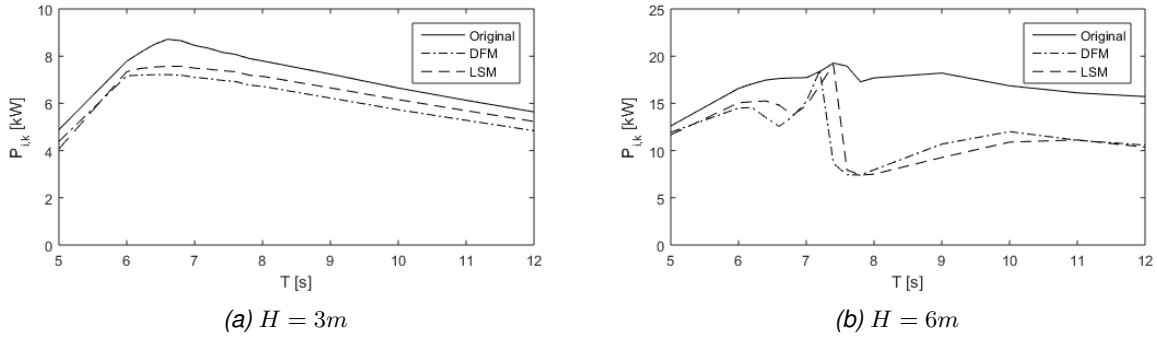 10
8
6
4
2
0
P_{i,k} [kW]
5 6 7 8 9 10 11 12
T [s]
Original
DFM
LSM
(a) H = 3m
25
20
15
10
5
0
P_{i,k} [kW]
5 6 7 8 9 10 11 12
T [s]
Original
DFM
LSM
(b) H = 6m